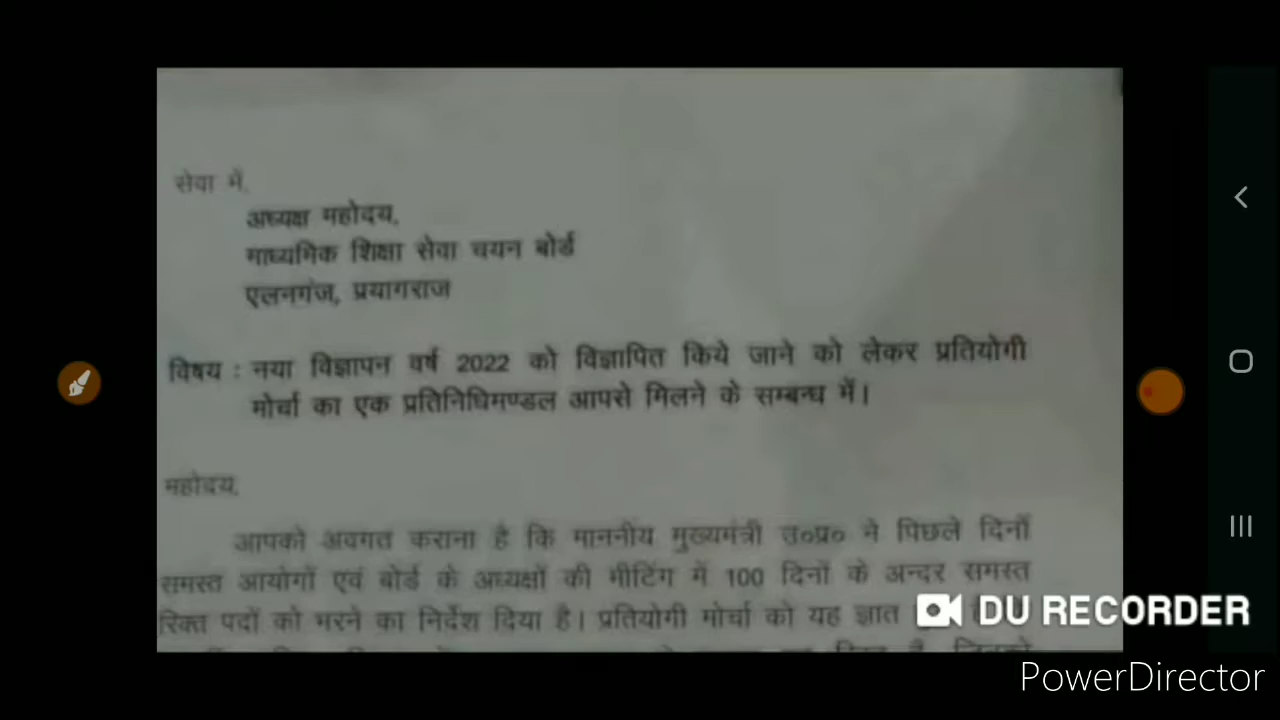 सेवा में,
अध्यक्ष महोदय,
माध्यमिक शिक्षा सेवा चयन बोर्ड
एलनगंज, प्रयागराज
विषय : नया विज्ञापन वर्ष 2022 को विज्ञापित किये जाने को लेकर प्रतियोगी
मोर्चा का एक प्रतिनिधिमण्डल आपसे मिलने के सम्बन्ध में।
महोदय,
आपको अवगत कराना है कि माननीय मुख्यमंत्री उ०प्र० ने पिछले दिनों
समस्त आयोगों एवं बोर्ड के अध्यक्षों की मीटिंग में 100 दिनों के अन्दर समस्त
रिक्त पदों को भरने का निर्देश दिया है। प्रतियोगी मोर्चा को यह ज्ञात
DU RECORDER
PowerDirector